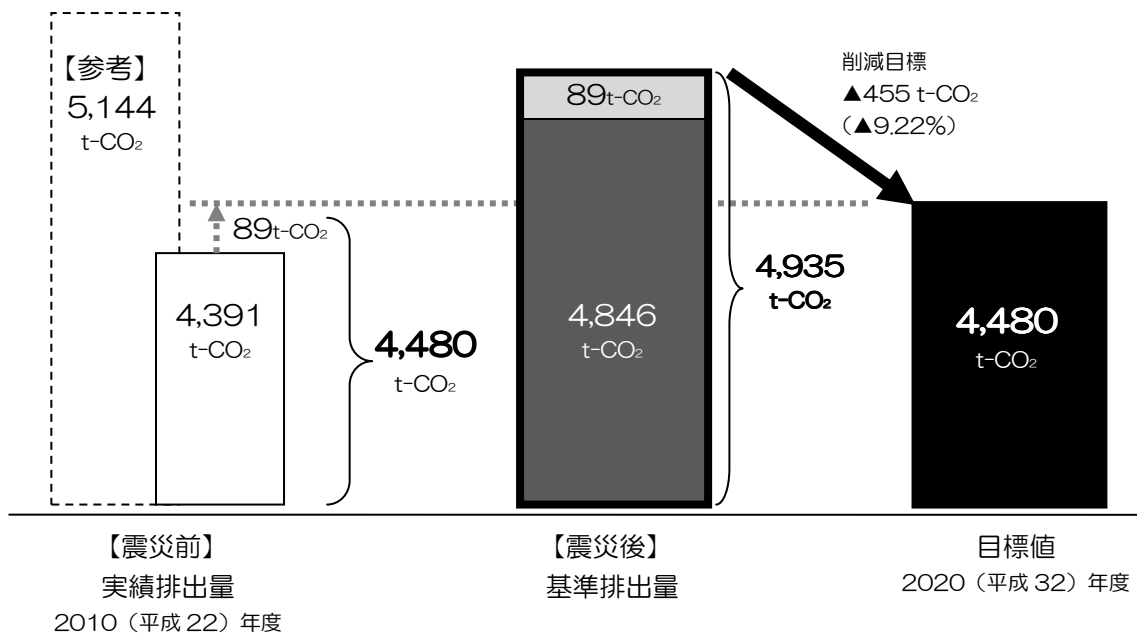 【参考】
5,144
t-CO₂
89t-CO₂
4,391
t-CO₂
4,480
t-CO₂
89t-CO₂
4,846
t-CO₂
4,935
t-CO₂
削減目標
▲455 t-CO₂
（▲9.22%）
4,480
t-CO₂
【震災前】
実績排出量
2010（平成 22）年度
【震災後】
基準排出量
目標値
2020（平成 32）年度